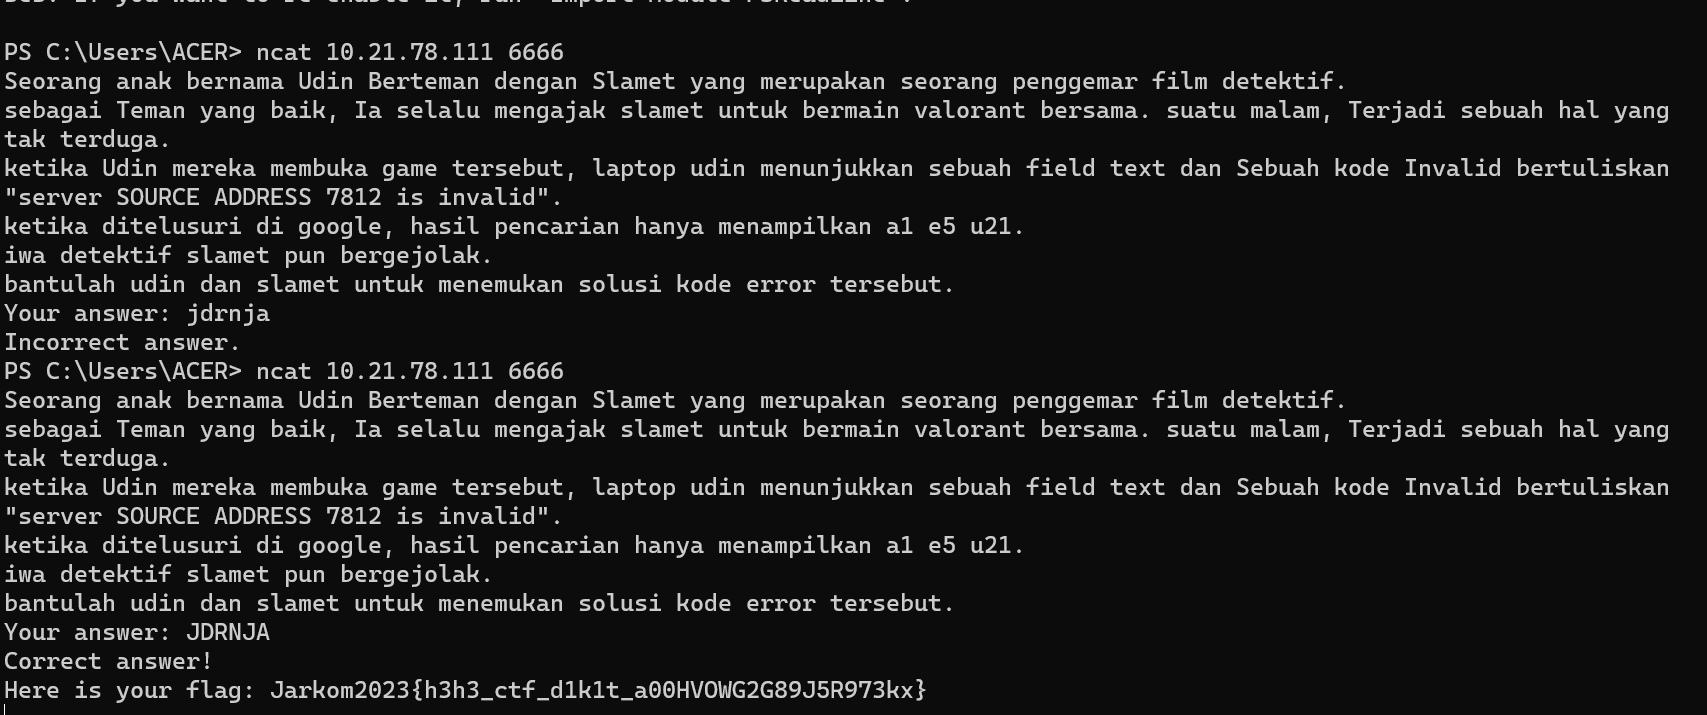 PS C:\Users\ACER> ncat 10.21.78.111 6666
Seorang anak bernama Udin Berteman dengan Slamet yang merupakan seorang penggemar film detektif.
sebagai Teman yang baik, Ia selalu mengajak slamet untuk bermain valorant bersama. suatu malam, Terjadi sebuah hal yang
tak terduga.
ketika Udin mereka membuka game tersebut, laptop udin menunjukkan sebuah field text dan Sebuah kode Invalid bertuliskan
"server SOURCE ADDRESS 7812 is invalid".
ketika ditelusuri di google, hasil pencarian hanya menampilkan a1 e5 u21.
iwa detektif slamet pun bergejolak.
bantulah udin dan slamet untuk menemukan solusi kode error tersebut.
Your answer: jdrnja
Incorrect answer.
PS C:\Users\ACER> ncat 10.21.78.111 6666
Seorang anak bernama Udin Berteman dengan Slamet yang merupakan seorang penggemar film detektif.
sebagai Teman yang baik, Ia selalu mengajak slamet untuk bermain valorant bersama. suatu malam, Terjadi sebuah hal yang
tak terduga.
ketika Udin mereka membuka game tersebut, laptop udin menunjukkan sebuah field text dan Sebuah kode Invalid bertuliskan
"server SOURCE ADDRESS 7812 is invalid".
ketika ditelusuri di google, hasil pencarian hanya menampilkan a1 e5 u21.
iwa detektif slamet pun bergejolak.
bantulah udin dan slamet untuk menemukan solusi kode error tersebut.
Your answer: JDRNJA
Correct answer!
Here is your flag: Jarkom2023{h3h3_ctf_d1k1t_a00HVOWG2G89J5R973kx}